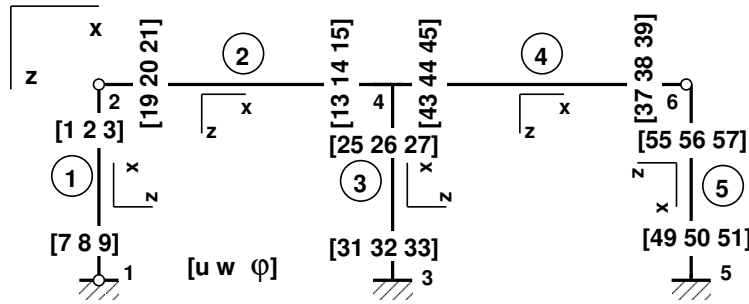 x
z
2
4
[19 20 21]
[13 14 15]
[43 44 45]
[37 38 39]
2
4
6
x
z
x
z
[1 2 3]
[25 26 27]
[55 56 57]
1
x
z
3
x
z
z
x
5
[7 8 9]
[31 32 33]
[49 50 51]
1
[u w φ]
3
5